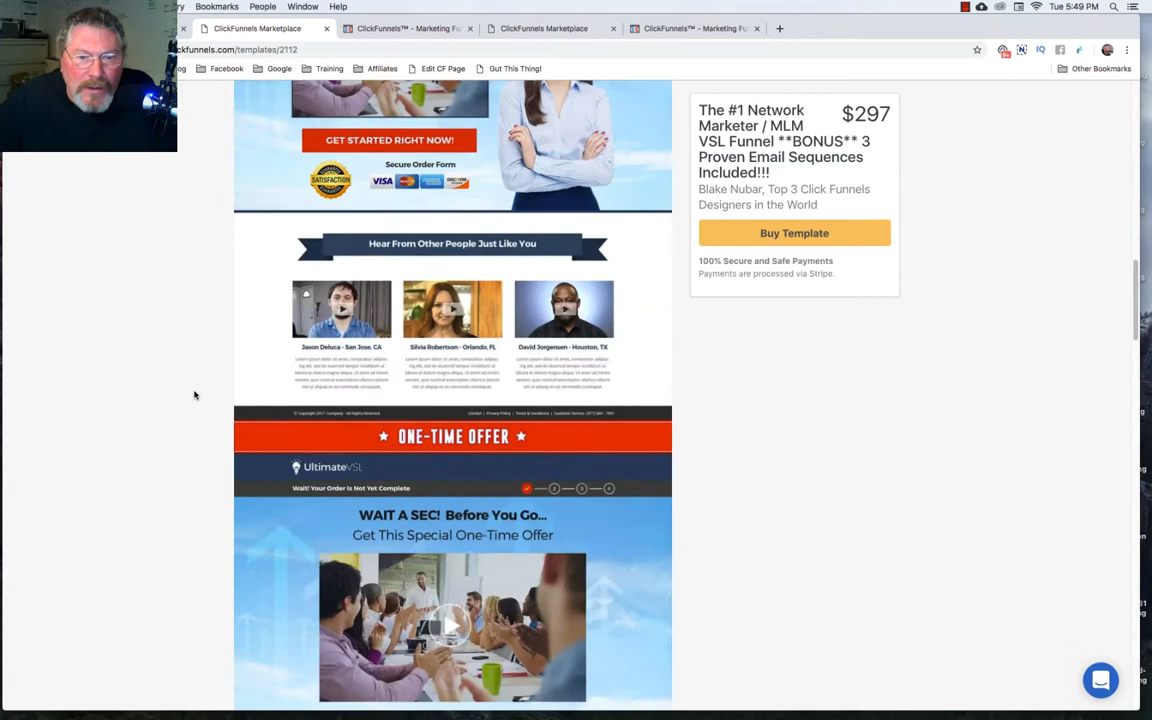 Bookmarks People Window Help
Tue 5:49 PM
ClickFunnels Marketplace
ClickFunnels™ - Marketing Fu
ClickFunnels Marketplace
ClickFunnels™ - Marketing Fu
ckfunnels.com/templates/2112
Facebook Google Training Affiliates Edit CF Page Gut This Thing!
Other Bookmarks
GET STARTED RIGHT NOW!
Secure Order Form
SATISFACTION
VISA
DISCOVER
Hear From Other People Just Like You
Jason Deluca - San Jose, CA
Silvia Robertson - Orlando, FL
David Jorgensen - Houston, TX
ONE-TIME OFFER
UltimateVSL
Wait! Your Order Is Not Yet Complete
2 3 4
WAIT A SEC! Before You Go...
Get This Special One-Time Offer
The #1 Network
Marketer / MLM
VSL Funnel **BONUS** 3
Proven Email Sequences
Included!!!
$297
Blake Nubar, Top 3 Click Funnels
Designers in the World
Buy Template
100% Secure and Safe Payments
Payments are processed via Stripe.